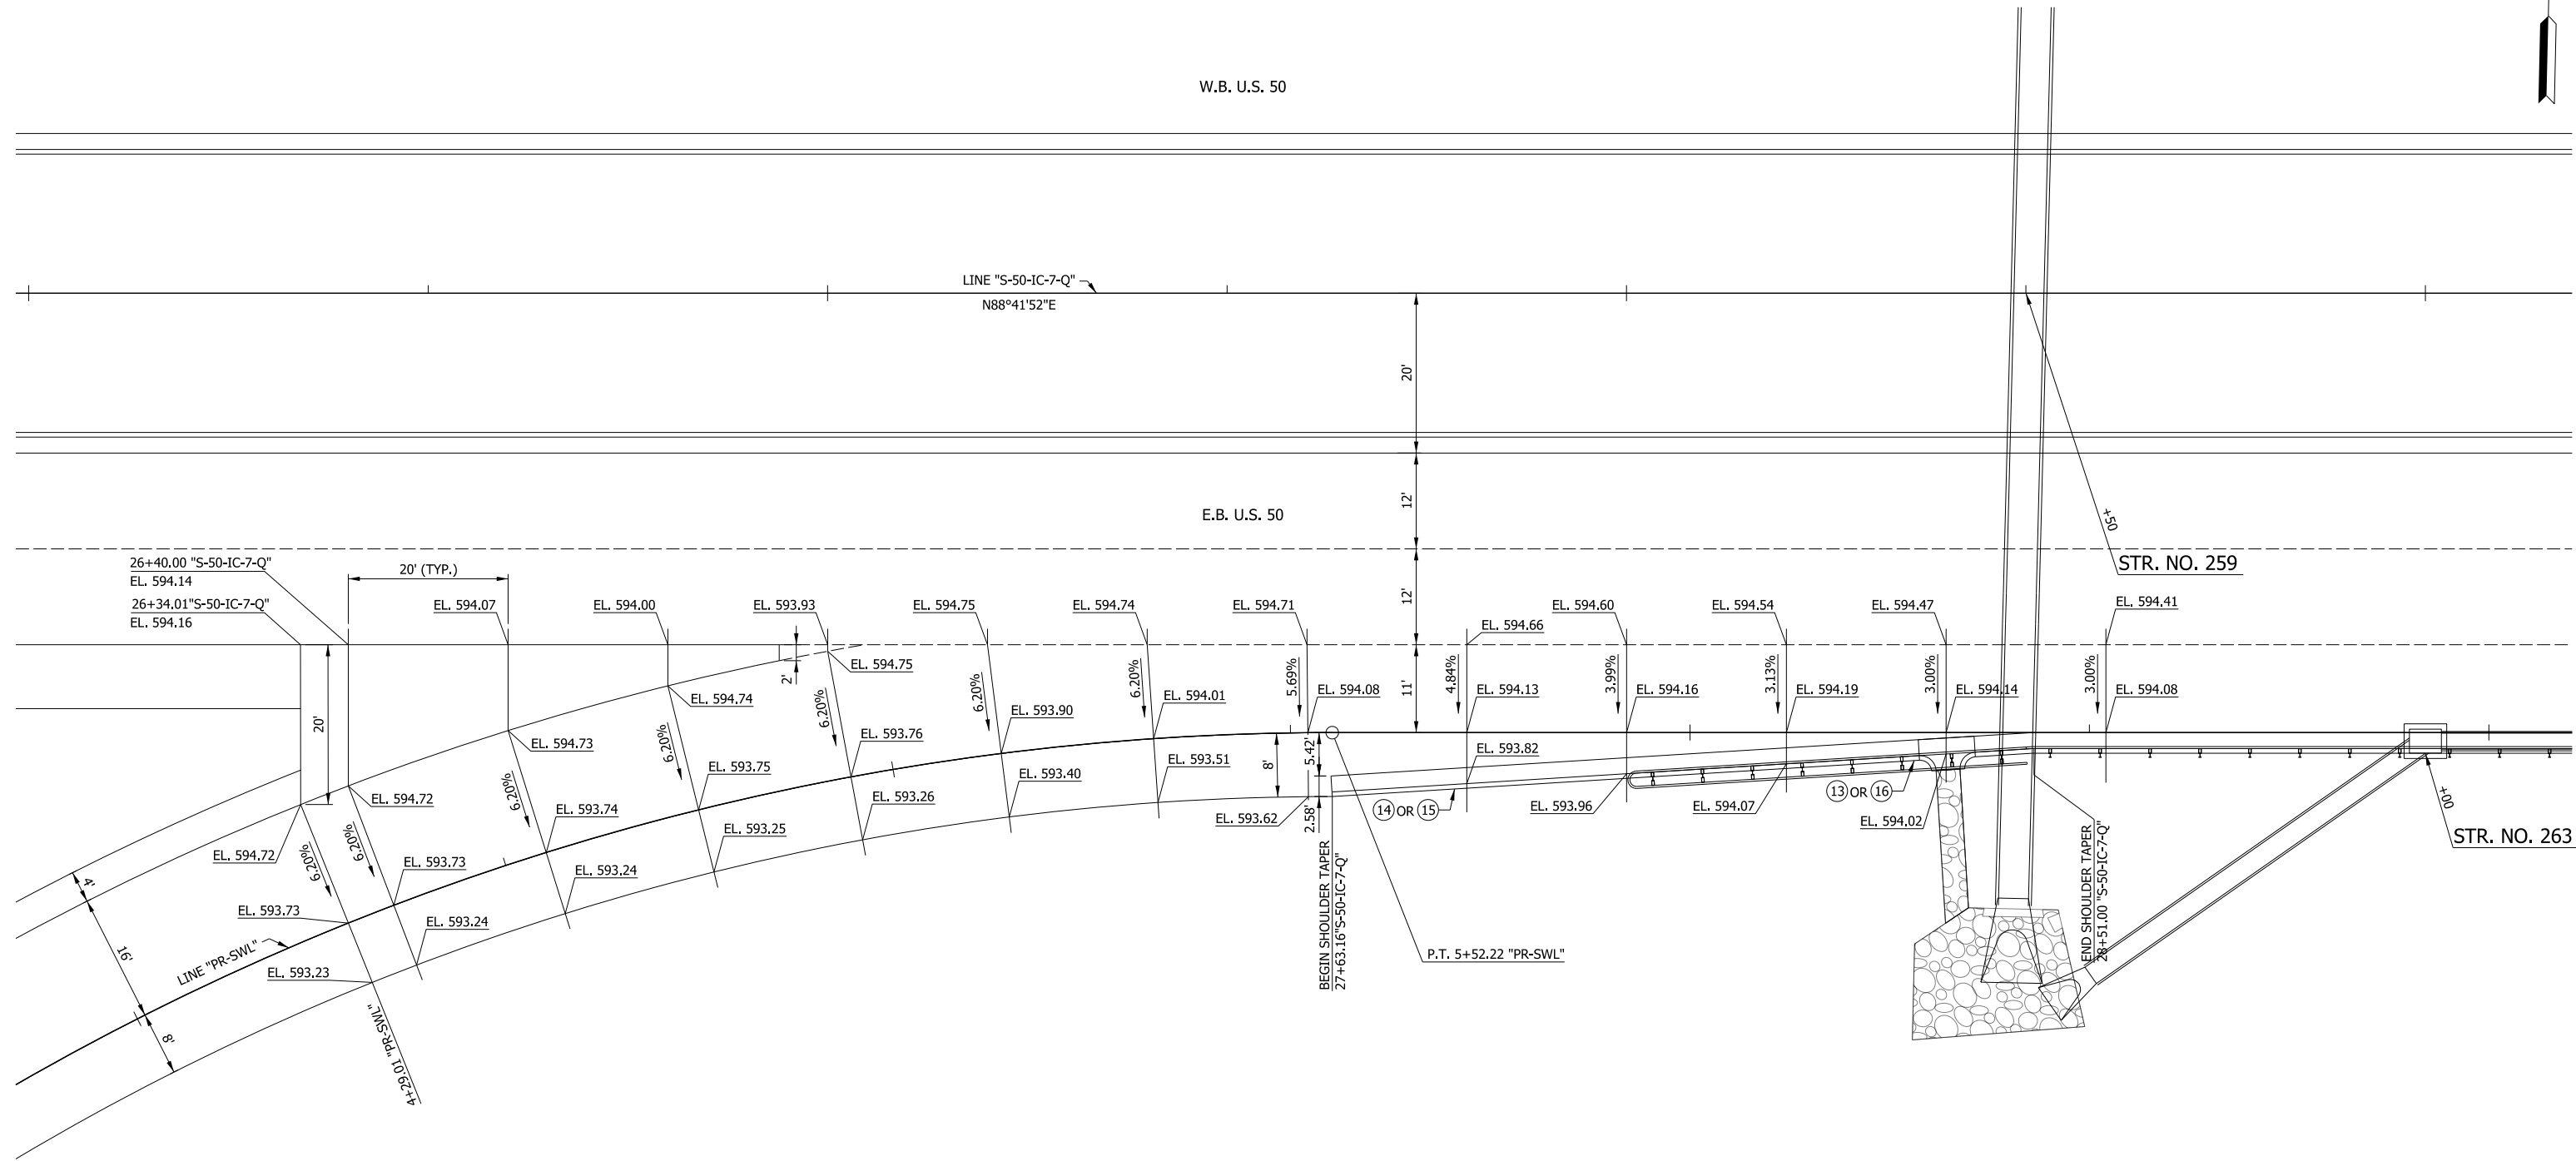 W.B. U.S. 50
LINE "S-50-IC-7-Q"
N88°41'52"E
20'
12'
E.B. U.S. 50
+50
STR. NO. 259
12'
26+40.00 "S-50-IC-7-Q"
EL. 594.14
26+34.01"S-50-IC-7-Q"
EL. 594.16
20' (TYP.)
EL. 594.07
EL. 594.00
EL. 593.93
EL. 594.75
EL. 594.74
EL. 594.71
EL. 594.66
EL. 594.60
EL. 594.54
EL. 594.47
EL. 594.41
20'
2'
EL. 594.75
11'
6.20%
6.20%
6.20%
6.20%
6.20%
6.20%
6.20%
5.69%
4.84%
3.99%
3.13%
3.00%
3.00%
EL. 594.74
EL. 594.73
EL. 594.72
EL. 594.72
EL. 594.01
EL. 594.08
EL. 594.13
EL. 594.16
EL. 594.19
EL. 594.14
EL. 594.08
EL. 593.90
EL. 593.76
EL. 593.75
EL. 593.74
EL. 593.73
EL. 593.73
5.42'
8'
2.58'
EL. 593.82
EL. 593.51
EL. 593.40
EL. 593.26
EL. 593.25
EL. 593.24
EL. 593.24
EL. 593.23
EL. 593.62
14 OR 15
EL. 593.96
EL. 594.07
13 OR 16
EL. 594.02
+00
STR. NO. 263
4'
16'
8'
LINE "PR-SWL"
4+29.01 "PR-SWL"
BEGIN SHOULDER TAPER
27+63.16"S-50-IC-7-Q"
P.T. 5+52.22 "PR-SWL"
END SHOULDER TAPER
28+51.00 "S-50-IC-7-Q"